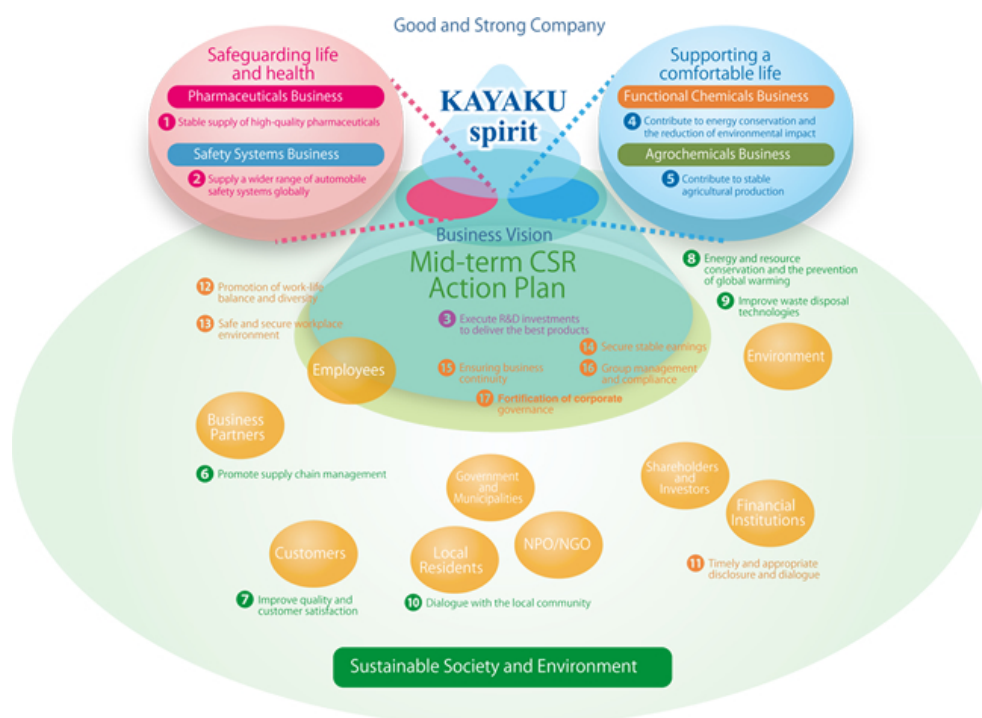 Good and Strong Company
Safeguarding life
and health
Pharmaceuticals Business
1 Stable supply of high-quality pharmaceuticals
Safety Systems Business
2 Supply a wider range of automobile
safety systems globally
KAYAKU
spirit
Supporting a
comfortable life
Functional Chemicals Business
4 Contribute to energy conservation and
the reduction of environmental impact
Agrochemicals Business
5 Contribute to stable
agricultural production
Business Vision
Mid-term CSR
Action Plan
3 Execute R&D investments
to deliver the best products
14 Secure stable earnings
15 Ensuring business
continuity
16 Group management
and compliance
17 Fortification of corporate
governance
12 Promotion of work-life
balance and diversity
13 Safe and secure workplace
environment
Employees
8 Energy and resource
conservation and the prevention
of global warming
9 Improve waste disposal
technologies
Environment
Business
Partners
6 Promote supply chain management
Government
and
Municipalities
Shareholders
and
Investors
Financial
Institutions
11 Timely and appropriate
disclosure and dialogue
Customers
7 Improve quality and
customer satisfaction
Local
Residents
NPO/NGO
10 Dialogue with the local community
Sustainable Society and Environment